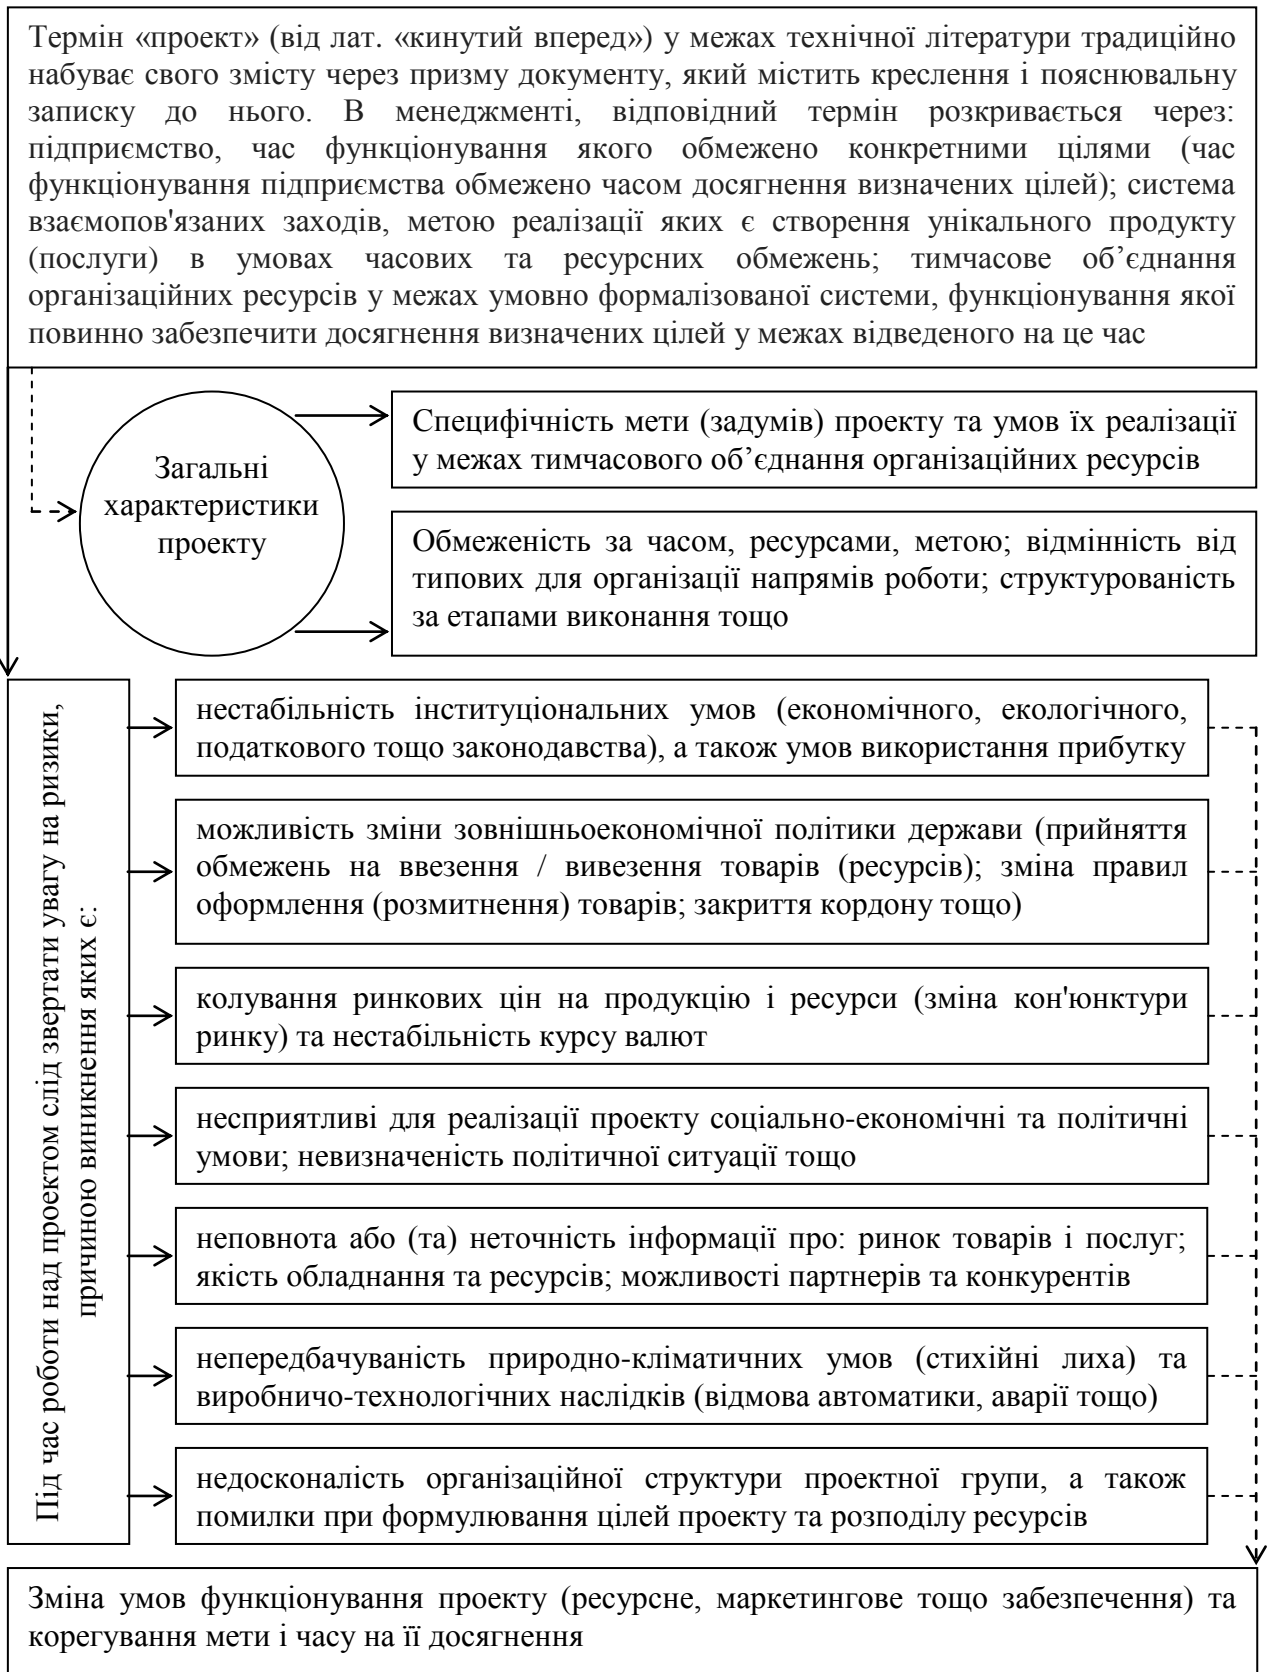 Термін «проект» (від лат. «кинутий вперед») у межах технічної літератури традиційно
набуває свого змісту через призму документу, який містить креслення і пояснювальну
записку до нього. В менеджменті, відповідний термін розкривається через:
підприємство, час функціонування якого обмежено конкретними цілями (час
функціонування підприємства обмежено часом досягнення визначених цілей); система
взаємопов'язаних заходів, метою реалізації яких є створення унікального продукту
(послуги) в умовах часових та ресурсних обмежень; тимчасове об’єднання
організаційних ресурсів у межах умовно формалізованої системи, функціонування якої
повинно забезпечити досягнення визначених цілей у межах відведеного на це час
Загальні
характеристики
проекту
Специфічність мети (задумів) проекту та умов їх реалізації
у межах тимчасового об’єднання організаційних ресурсів
Обмеженість за часом, ресурсами, метою; відмінність від
типових для організації напрямів роботи; структурованість
за етапами виконання тощо
Під час роботи над проектом слід звертати увагу на ризики,
причиною виникнення яких є:
нестабільність інституціональних умов (економічного, екологічного,
податкового тощо законодавства), а також умов використання прибутку
можливість зміни зовнішньоекономічної політики держави (прийняття
обмежень на ввезення / вивезення товарів (ресурсів); зміна правил
оформлення (розмитнення) товарів; закриття кордону тощо)
колування ринкових цін на продукцію і ресурси (зміна кон'юнктури
ринку) та нестабільність курсу валют
несприятливі для реалізації проекту соціально-економічні та політичні
умови; невизначеність політичної ситуації тощо
неповнота або (та) неточність інформації про: ринок товарів і послуг;
якість обладнання та ресурсів; можливості партнерів та конкурентів
непередбачуваність природно-кліматичних умов (стихійні лиха) та
виробничо-технологічних наслідків (відмова автоматики, аварії тощо)
недосконалість організаційної структури проектної групи, а також
помилки при формулювання цілей проекту та розподілу ресурсів
Зміна умов функціонування проекту (ресурсне, маркетингове тощо забезпечення) та
корегування мети і часу на її досягнення